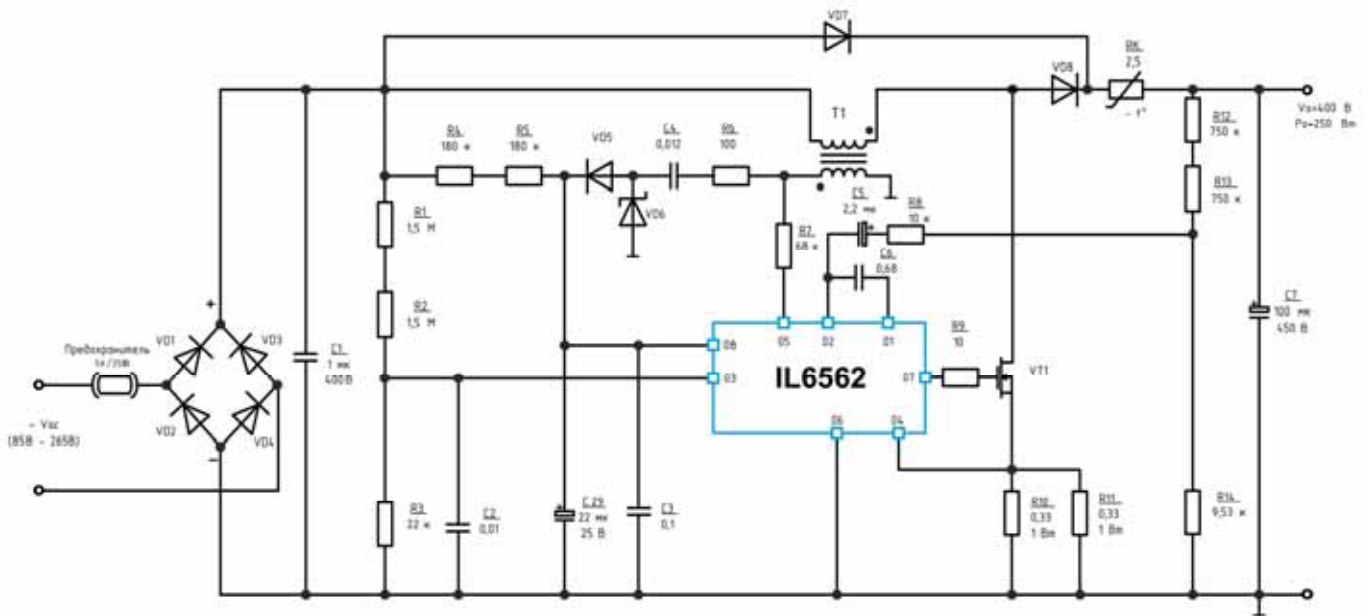 VD7
RK
2,5
- t°
VD8
Vo=400 В
Po=250 Вт
T1
R12
750 к
R4
180 к
R5
180 к
VD5
C4
0,012
R6
100
R13
750 к
VD6
C5
2,2 мк
R8
10 к
R1
1,5 М
R7
68 к
C6
0,68
+
R2
1,5 М
C7
100 мк
450 В
VD1
VD3
Предохранитель
C1
1 мк
400В
R9
10
05
02
01
08
03
IL6562
07
VT1
~ Vac
(85В - 265В)
VD2
VD4
-
06
04
R3
22 к
C2
0,01
C29
22 мк
25 В
C3
0,1
R10
0,33
1 Вт
R11
0,33
1 Вт
R14
9,53 к